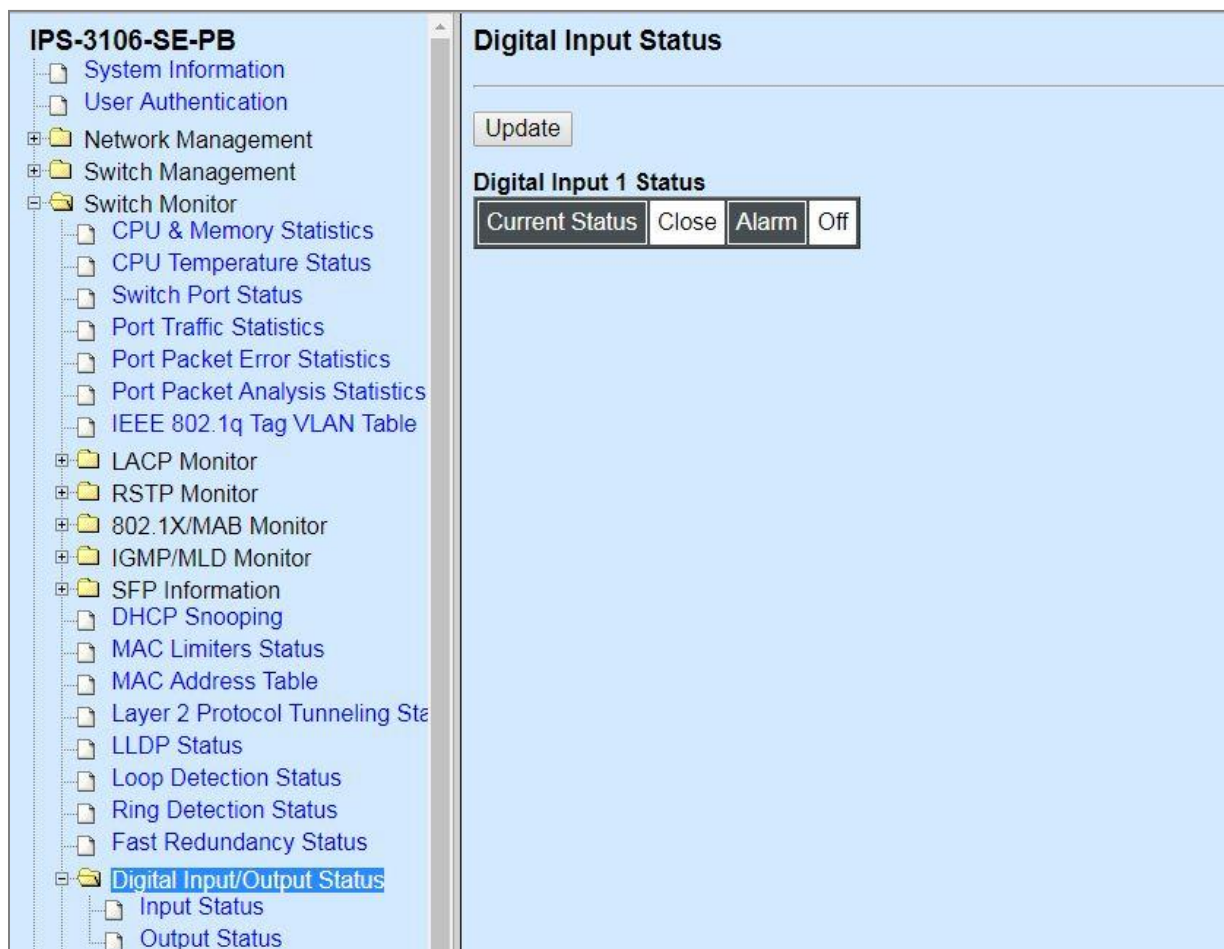 IPS-3106-SE-PB
System Information
User Authentication
Network Management
Switch Management
Switch Monitor
CPU & Memory Statistics
CPU Temperature Status
Switch Port Status
Port Traffic Statistics
Port Packet Error Statistics
Port Packet Analysis Statistics
IEEE 802.1q Tag VLAN Table
LACP Monitor
RSTP Monitor
802.1X/MAB Monitor
IGMP/MLD Monitor
SFP Information
DHCP Snooping
MAC Limiters Status
MAC Address Table
Layer 2 Protocol Tunneling Sta
LLDP Status
Loop Detection Status
Ring Detection Status
Fast Redundancy Status
Digital Input/Output Status
Input Status
Output Status
Digital Input Status
Update
Digital Input 1 Status
Current Status Close Alarm Off